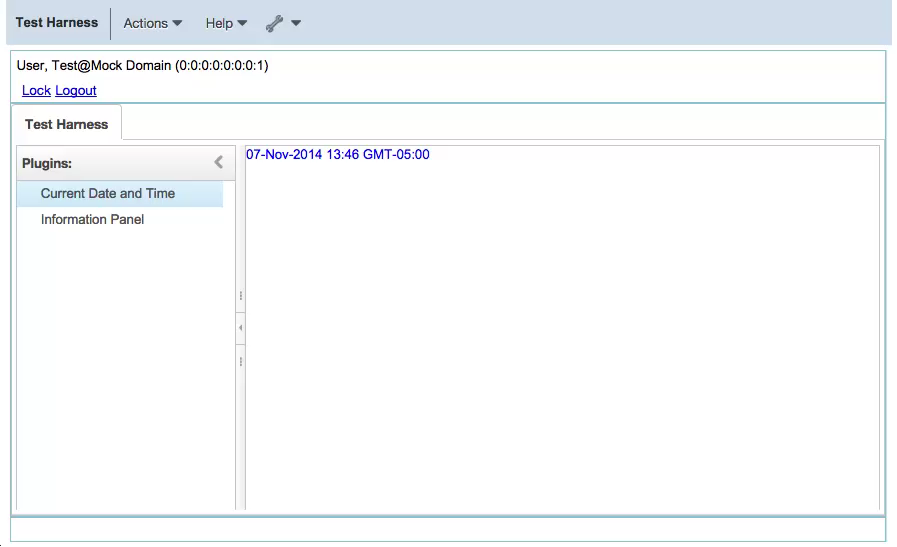 Test Harness Actions Help
User, Test@Mock Domain (0:0:0:0:0:0:0:1)
Lock Logout
Test Harness
Plugins:
Current Date and Time
Information Panel
07-Nov-2014 13:46 GMT-05:00